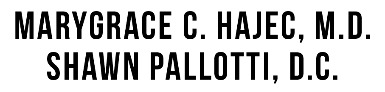 MARYGRACE C. HAJEC, M.D.
SHAWN PALLOTTI, D.C.